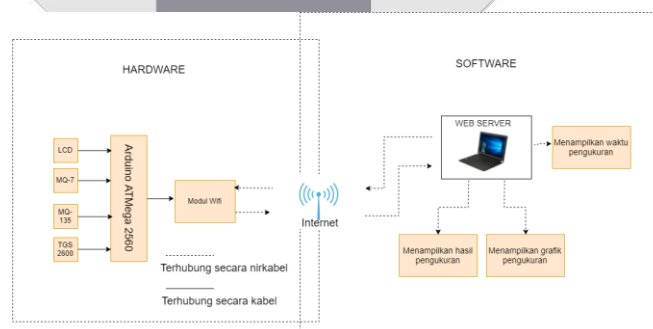 HARDWARE
SOFTWARE
LCD
MQ-7
MQ-
135
TGS
2600
Arduino ATMega 2560
Modul Wifi
Internet
WEB SERVER
Menampilkan waktu
pengukuran
Menampilkan hasil
pengukuran
Menampilkan grafik
pengukuran
Terhubung secara nirkabel
Terhubung secara kabel